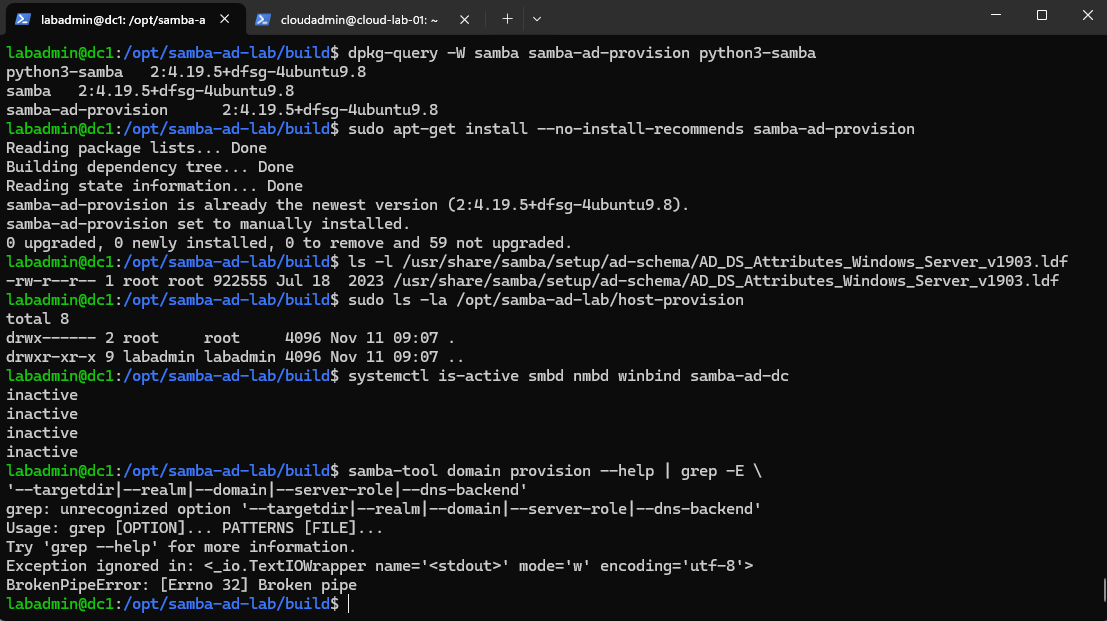 labadmin@dc1: /opt/samba-a
cloudadmin@cloud-lab-01: ~
labadmin@dc1:/opt/samba-ad-lab/build$ dpkg-query -W samba samba-ad-provision python3-samba
python3-samba   2:4.19.5+dfsg-4ubuntu9.8
samba   2:4.19.5+dfsg-4ubuntu9.8
samba-ad-provision      2:4.19.5+dfsg-4ubuntu9.8
labadmin@dc1:/opt/samba-ad-lab/build$ sudo apt-get install --no-install-recommends samba-ad-provision
Reading package lists... Done
Building dependency tree... Done
Reading state information... Done
samba-ad-provision is already the newest version (2:4.19.5+dfsg-4ubuntu9.8).
samba-ad-provision set to manually installed.
0 upgraded, 0 newly installed, 0 to remove and 59 not upgraded.
labadmin@dc1:/opt/samba-ad-lab/build$ ls -l /usr/share/samba/setup/ad-schema/AD_DS_Attributes_Windows_Server_v1903.ldf
-rw-r--r-- 1 root root 922555 Jul 18  2023 /usr/share/samba/setup/ad-schema/AD_DS_Attributes_Windows_Server_v1903.ldf
labadmin@dc1:/opt/samba-ad-lab/build$ sudo ls -la /opt/samba-ad-lab/host-provision
total 8
drwx------ 2 root     root     4096 Nov 11 09:07 .
drwxr-xr-x 9 labadmin labadmin 4096 Nov 11 09:07 ..
labadmin@dc1:/opt/samba-ad-lab/build$ systemctl is-active smbd nmbd winbind samba-ad-dc
inactive
inactive
inactive
inactive
labadmin@dc1:/opt/samba-ad-lab/build$ samba-tool domain provision --help | grep -E \
'--targetdir|--realm|--domain|--server-role|--dns-backend'
grep: unrecognized option '--targetdir|--realm|--domain|--server-role|--dns-backend'
Usage: grep [OPTION]... PATTERNS [FILE]...
Try 'grep --help' for more information.
Exception ignored in: <_io.TextIOWrapper name='<stdout>' mode='w' encoding='utf-8'>
BrokenPipeError: [Errno 32] Broken pipe
labadmin@dc1:/opt/samba-ad-lab/build$